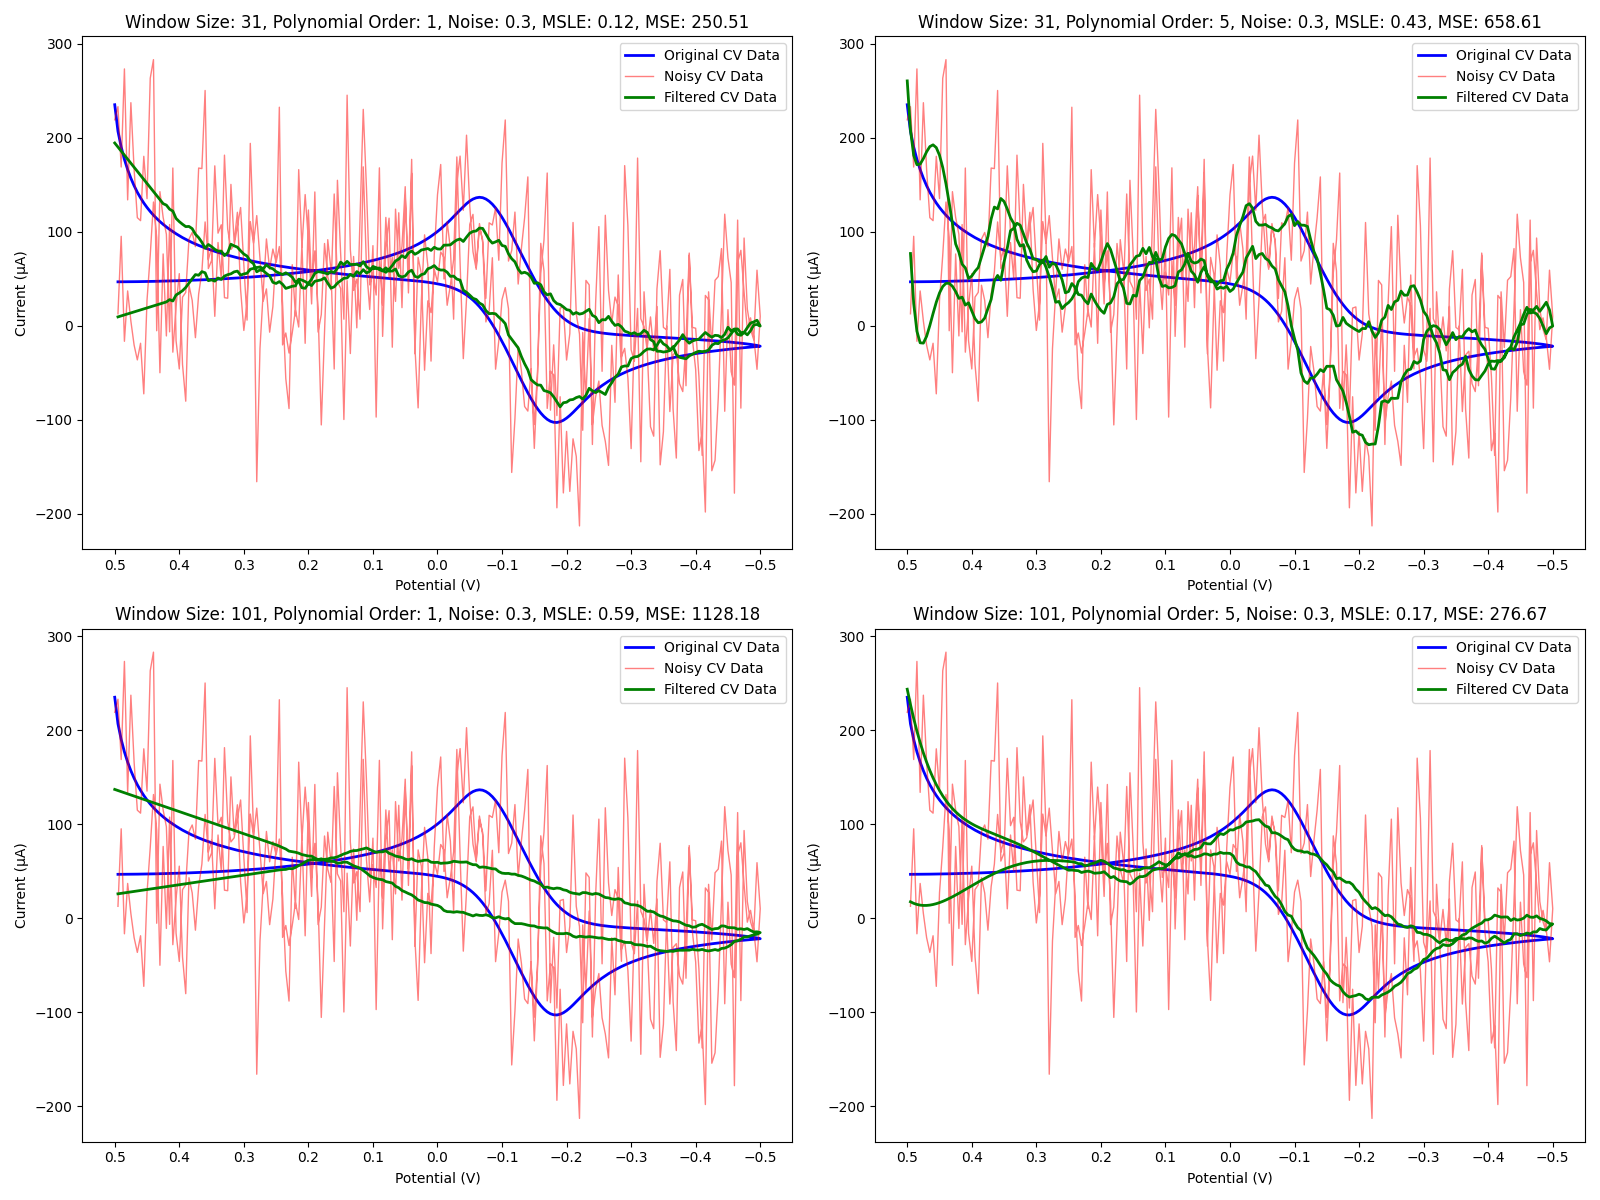 Window Size: 31, Polynomial Order: 1, Noise: 0.3, MSLE: 0.12, MSE: 250.51
Original CV Data
Noisy CV Data
Filtered CV Data
Current (μA)
300
200
100
0
−100
−200
0.5 0.4 0.3 0.2 0.1 0.0 −0.1 −0.2 −0.3 −0.4 −0.5
Potential (V)
Window Size: 31, Polynomial Order: 5, Noise: 0.3, MSLE: 0.43, MSE: 658.61
Original CV Data
Noisy CV Data
Filtered CV Data
Current (μA)
300
200
100
0
−100
−200
0.5 0.4 0.3 0.2 0.1 0.0 −0.1 −0.2 −0.3 −0.4 −0.5
Potential (V)
Window Size: 101, Polynomial Order: 1, Noise: 0.3, MSLE: 0.59, MSE: 1128.18
Original CV Data
Noisy CV Data
Filtered CV Data
Current (μA)
300
200
100
0
−100
−200
0.5 0.4 0.3 0.2 0.1 0.0 −0.1 −0.2 −0.3 −0.4 −0.5
Potential (V)
Window Size: 101, Polynomial Order: 5, Noise: 0.3, MSLE: 0.17, MSE: 276.67
Original CV Data
Noisy CV Data
Filtered CV Data
Current (μA)
300
200
100
0
−100
−200
0.5 0.4 0.3 0.2 0.1 0.0 −0.1 −0.2 −0.3 −0.4 −0.5
Potential (V)